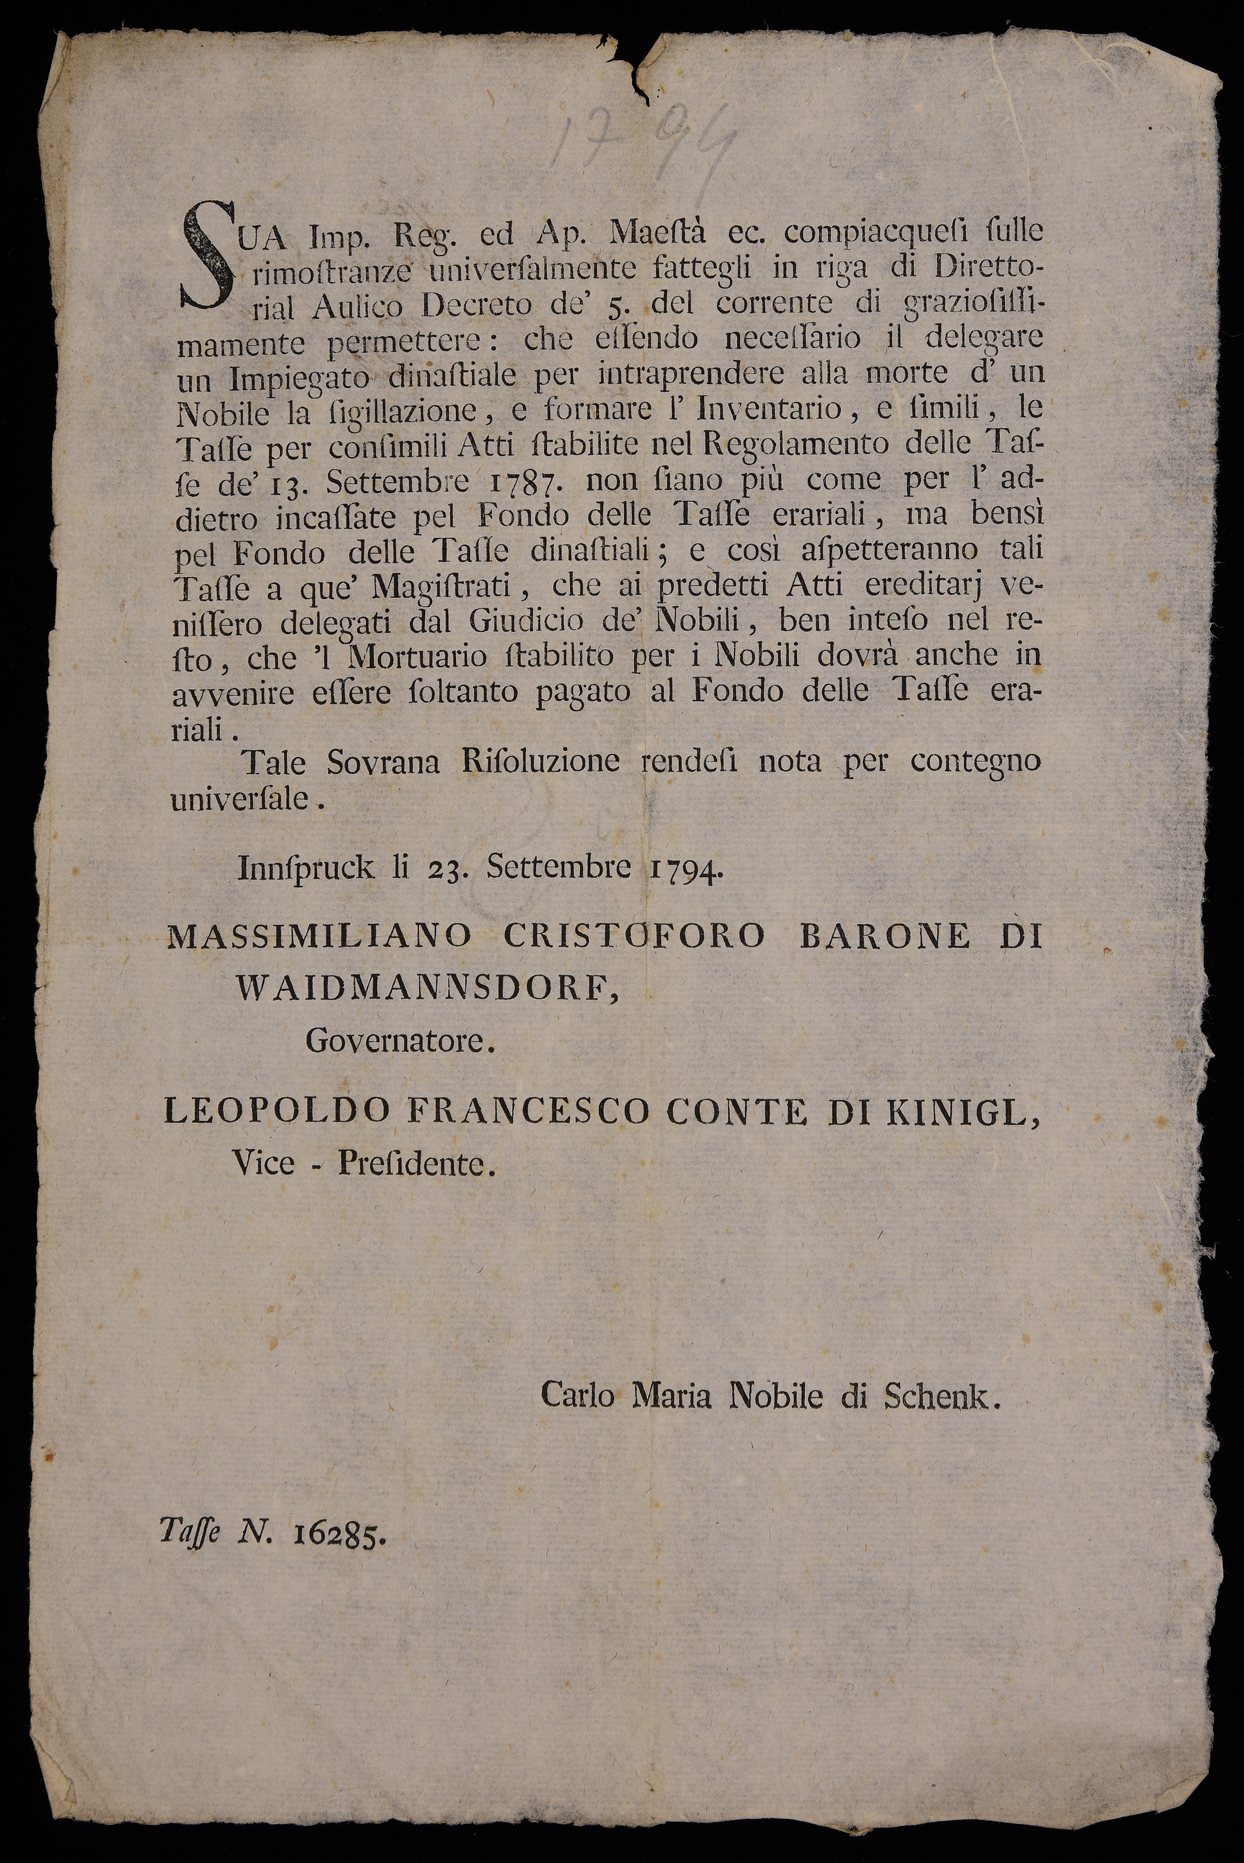 1794
SUA Imp. Reg. ed Ap. Maeſtà ec. compiacqueſi ſulle
rimoſtranze univerſalmente fattegli in riga di Diretto-
rial Aulico Decreto de’ 5. del corrente di grazioſiſſi-
mamente permettere : che eſſendo neceſſario il delegare
un Impiegato dinaſtiale per intraprendere alla morte d’ un
Nobile la ſigillazione , e formare l’ Inventario , e ſimili , le
Taſſe per conſimili Atti ſtabilite nel Regolamento delle Taſ-
ſe de’ 13. Settembre 1787. non ſiano più come per l’ ad-
dietro incaſſate pel Fondo delle Taſſe erariali , ma bensì
pel Fondo delle Taſſe dinaſtiali ; e così aſpetteranno tali
Taſſe a que’ Magiſtrati , che ai predetti Atti ereditarj ve-
niſſero delegati dal Giudicio de’ Nobili , ben inteſo nel re-
ſto , che ’l Mortuario ſtabilito per i Nobili dovrà anche in
avvenire eſſere ſoltanto pagato al Fondo delle Taſſe era-
riali .
Tale Sovrana Riſoluzione rendeſi nota per contegno
univerſale .
Innſpruck li 23. Settembre 1794.
MASSIMILIANO CRISTOFORO BARONE DI
WAIDMANNSDORF,
Governatore.
LEOPOLDO FRANCESCO CONTE DI KINIGL,
Vice - Preſidente.
Carlo Maria Nobile di Schenk.
Taſſe N. 16285.